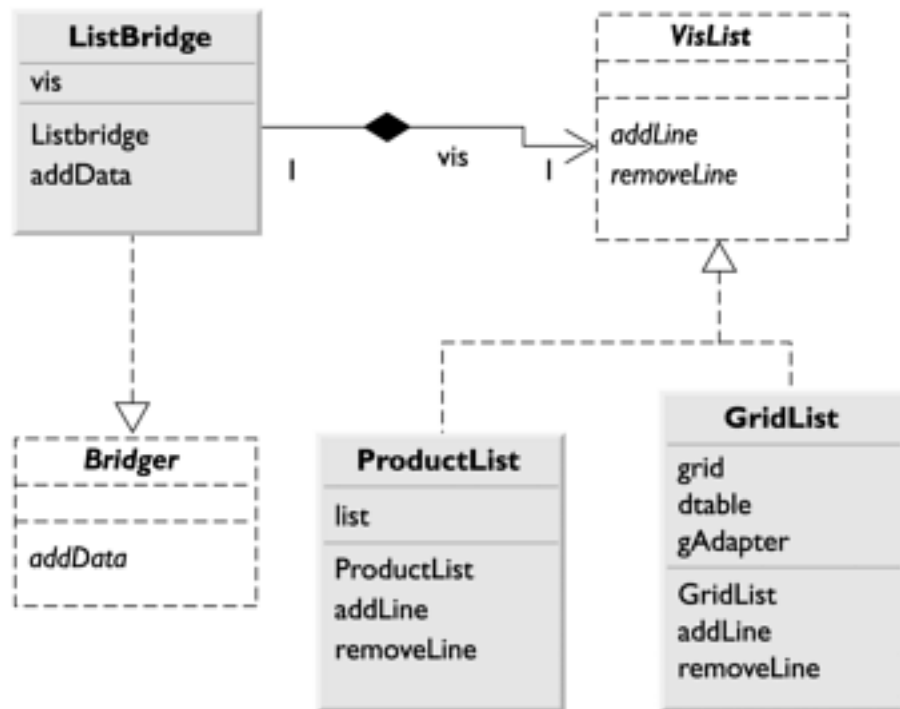 ListBridge
vis
Listbridge
addData
VisList
addLine
removeLine
1
vis
1
Bridger
addData
ProductList
list
ProductList
addLine
removeLine
GridList
grid
dtable
gAdapter
GridList
addLine
removeLine